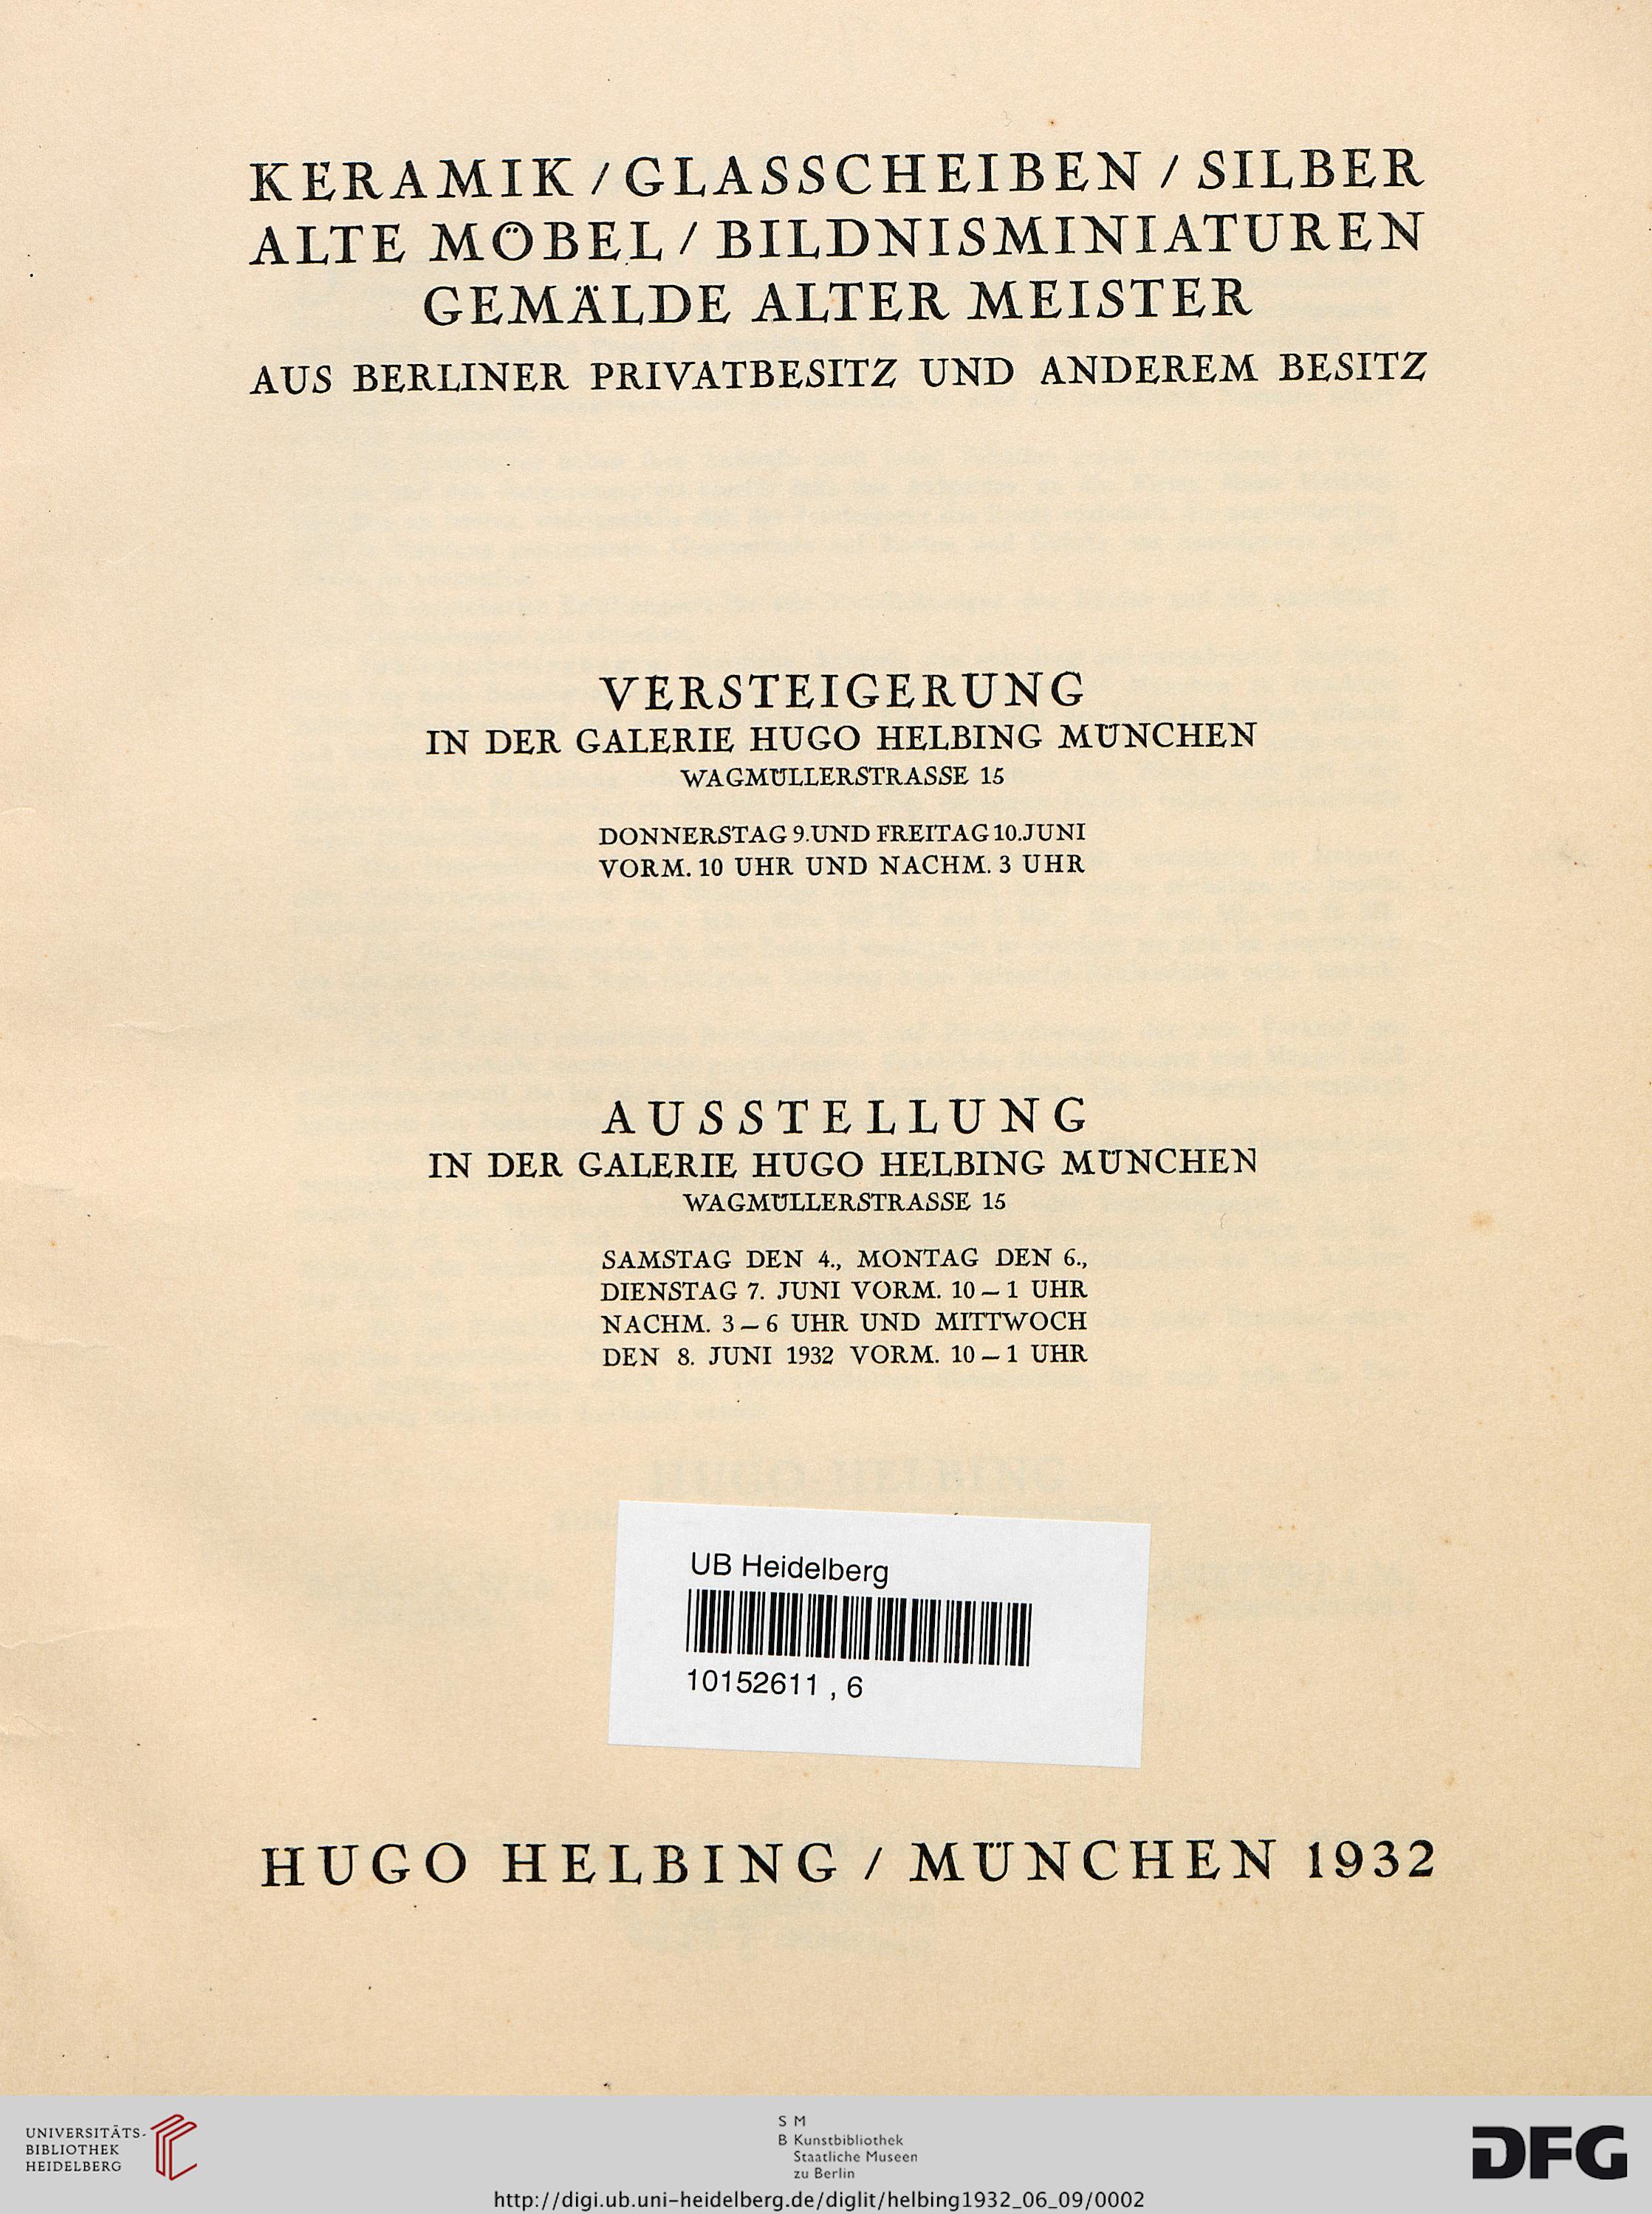 KERAMIK / GLASSCHEIBEN / SILBER
ALTE MÖBEL / BILDNISMINIATUREN
GEMÄLDE ALTER MEISTER
AUS BERLINER PRIVATBESITZ UND ANDEREM BESITZ
VERSTEIGERUNG
IN DER GALERIE HUGO HELBING MÜNCHEN
WAGMÜLLERSTRASSE 15
DONNERSTAG 9. UND FREITAG 10. JUNI
VORM. 10 UHR UND NACHM. 3 UHR
AUSSTELLUNG
IN DER GALERIE HUGO HELBING MÜNCHEN
WAGMÜLLERSTRASSE 15
SAMSTAG DEN 4., MONTAG DEN 6.,
DIENSTAG 7. JUNI VORM. 10 – 1 UHR
NACHM. 3 – 6 UHR UND MITTWOCH
DEN 8. JUNI 1932 VORM. 10 – 1 UHR
UB Heidelberg
10152611 , 6
HUGO HELBING / MÜNCHEN 1932
UNIVERSITÄTS-
BIBLIOTHEK
HEIDELBERG
S M
B Kunstbibliothek
Staatliche Museen
zu Berlin
DFG
http://digi.ub.uni-heidelberg.de/diglit/helbing1932_06_09/0002